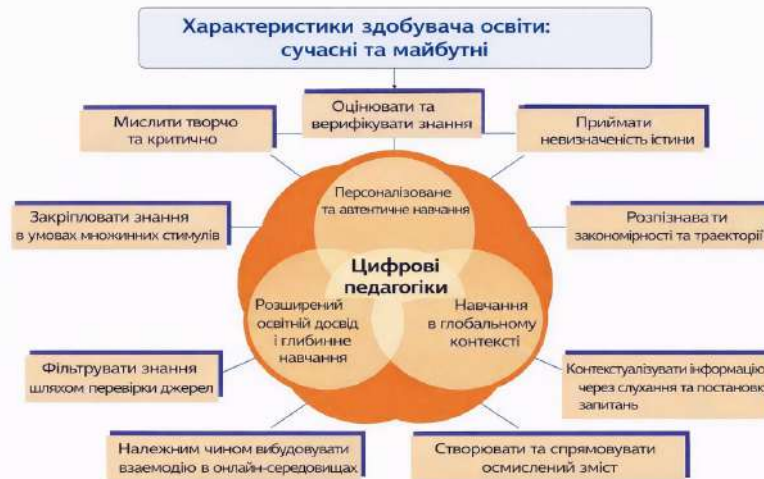 Характеристики здобувача освіти:
сучасні та майбутні
Оцінювати та
верифікувати знання
Мислити творчо
та критично
Приймати
невизначеність істини
Персоналізоване
та автентичне навчання
Закріпловати знання
в умовах множинних стимулів
Розпізнавати
закономірності та траєкторії
Цифрові
педагогіки
Розширений
освітній досвід
і глибинне
навчання
Навчання
в глобальному
контексті
Фільтрувати знання
шляхом перевірки джерел
Контекстуалізувати інформацію
через слухання та постановк
запитань
Належним чином вибудовувати
взаємодію в онлайн-середовищах
Створювати та спрямовувати
осмислений зміст